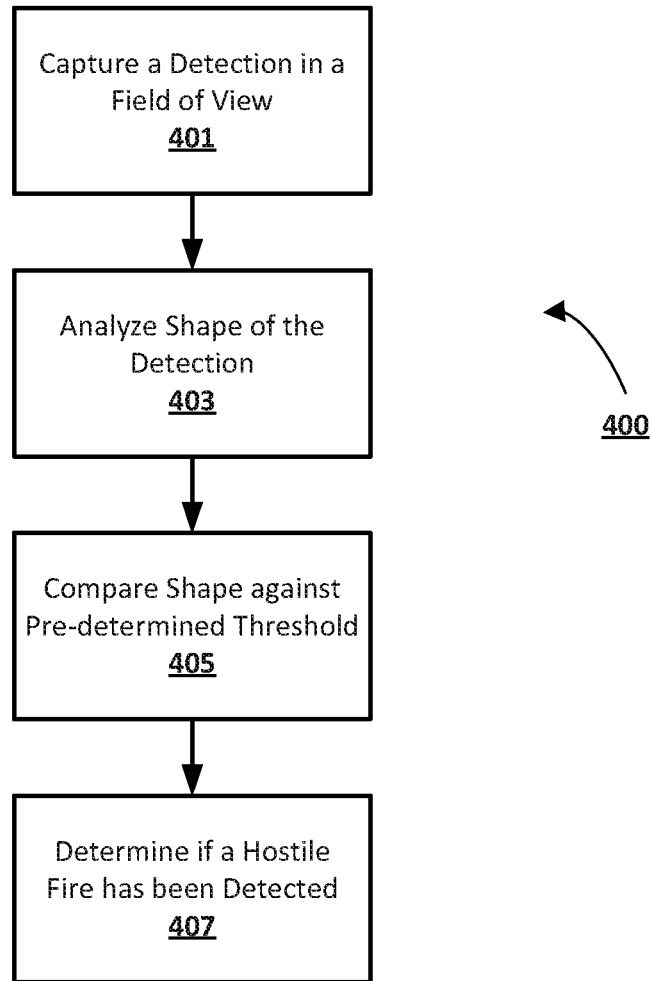 Capture a Detection in a
Field of View
401
Analyze Shape of the
Detection
403
400
Compare Shape against
Pre-determined Threshold
405
Determine if a Hostile
Fire has been Detected
407